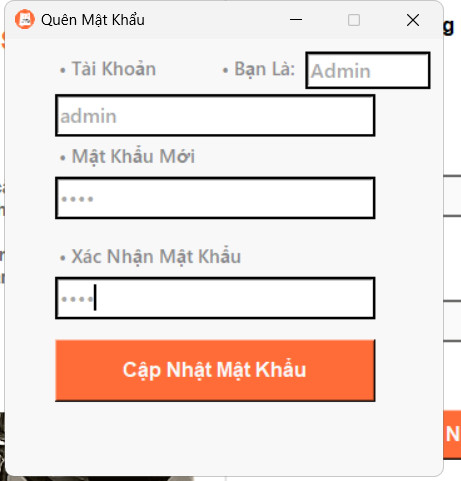 Quên Mật Khẩu
• Tài Khoản • Bạn Là: Admin
admin
• Mật Khẩu Mới
••••
• Xác Nhận Mật Khẩu
••••
Cập Nhật Mật Khẩu